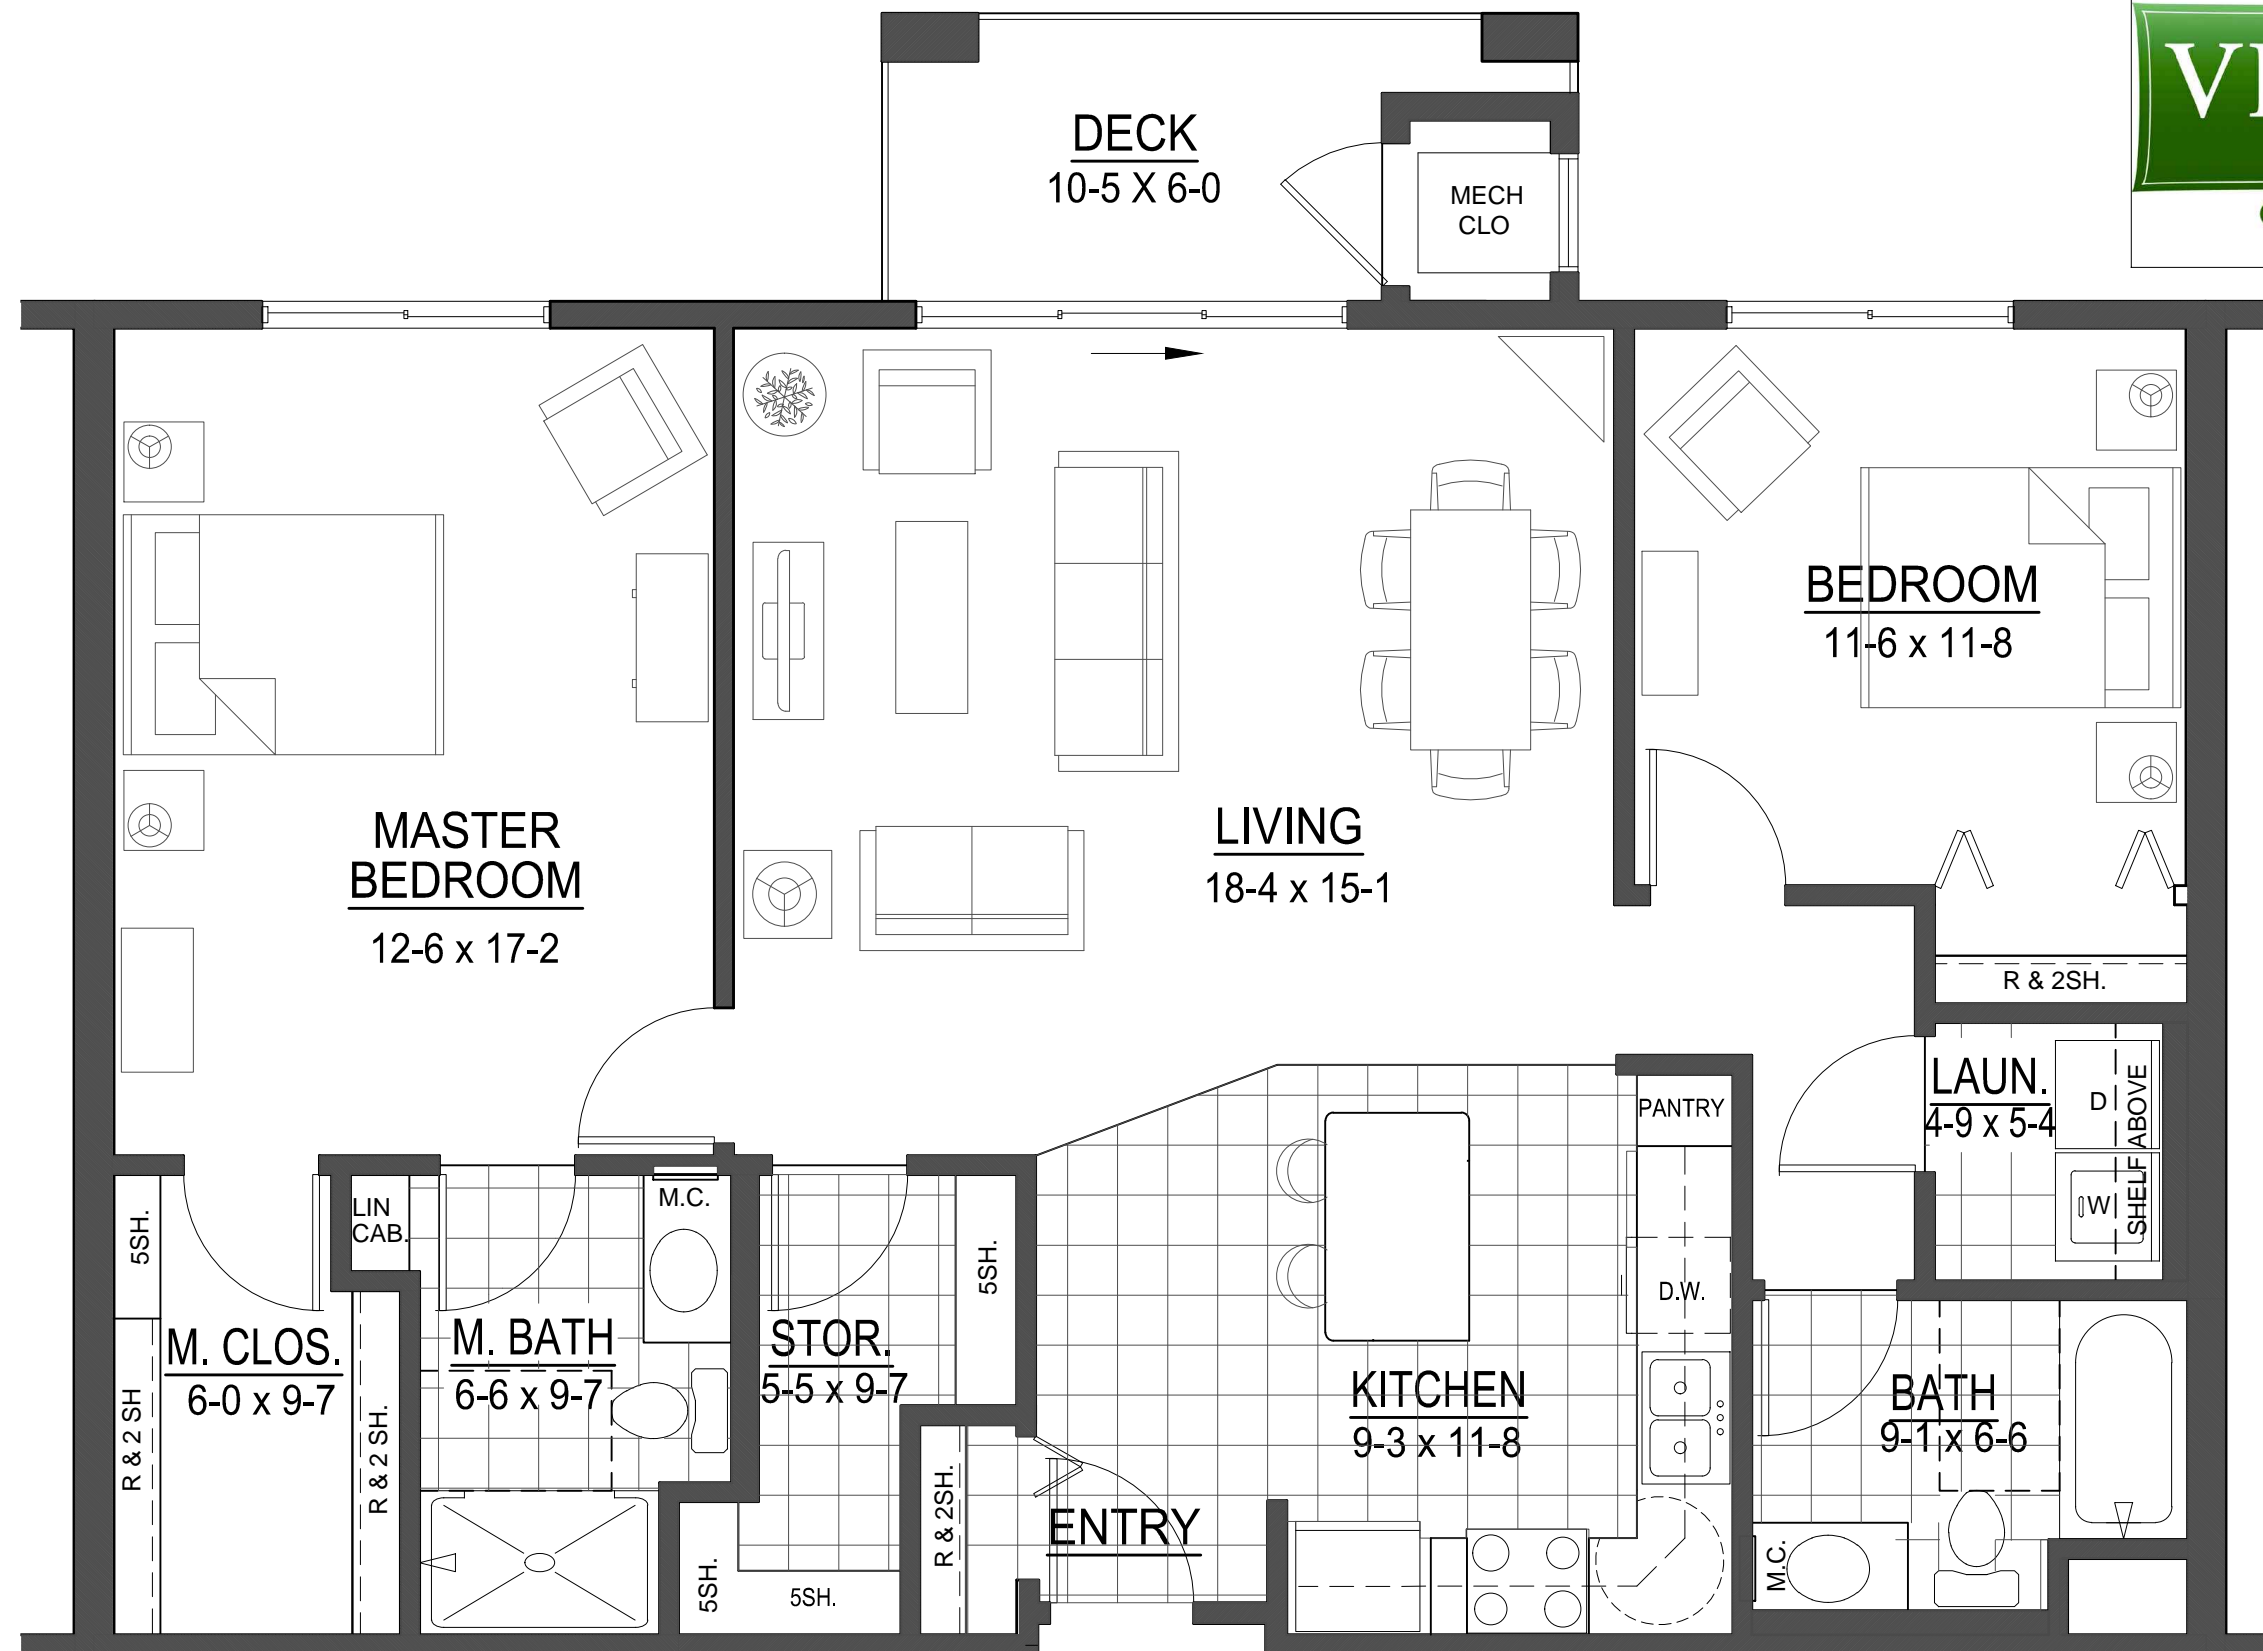 VI
DECK
10-5 X 6-0
MECH
CLO
MASTER
BEDROOM
12-6 x 17-2
LIVING
18-4 x 15-1
BEDROOM
11-6 x 11-8
R & 2SH.
LAUN.
4-9 x 5-4
D
W
SHELF ABOVE
PANTRY
D.W.
KITCHEN
9-3 x 11-8
ENTRY
R & 2SH.
5SH.
STOR.
5-5 x 9-7
5SH.
5SH.
M.C.
LIN
CAB.
M. BATH
6-6 x 9-7
5SH.
M. CLOS.
6-0 x 9-7
R & 2 SH
R & 2 SH.
BATH
9-1 x 6-6
M.C.